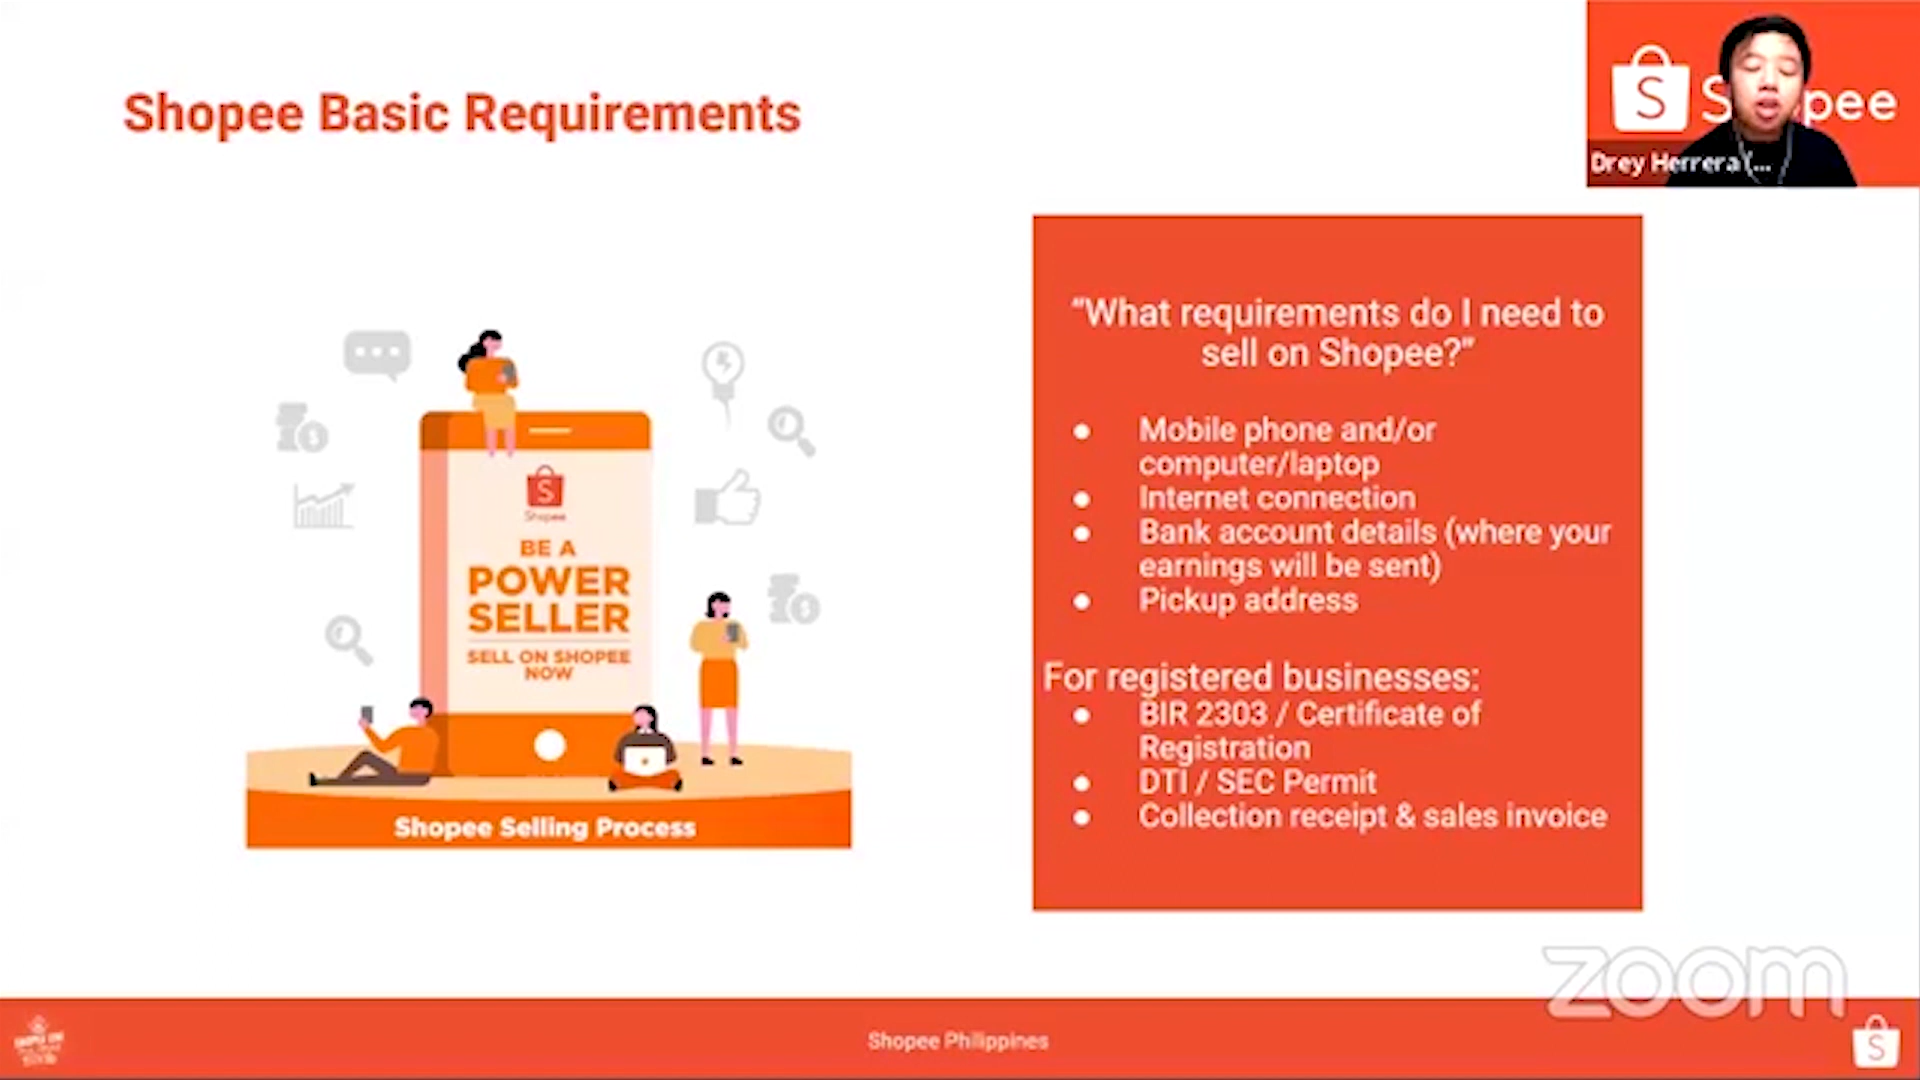 Shopee Basic Requirements
S
S pee
Drey Herrera (...
“What requirements do I need to
sell on Shopee?”
● Mobile phone and/or
computer/laptop
● Internet connection
● Bank account details (where your
earnings will be sent)
● Pickup address
For registered businesses:
● BIR 2303 / Certificate of
Registration
● DTI / SEC Permit
● Collection receipt & sales invoice
S
Shopee
BE A
POWER
SELLER
SELL ON SHOPEE
NOW
Shopee Selling Process
zoom
Shopee Philippines
S